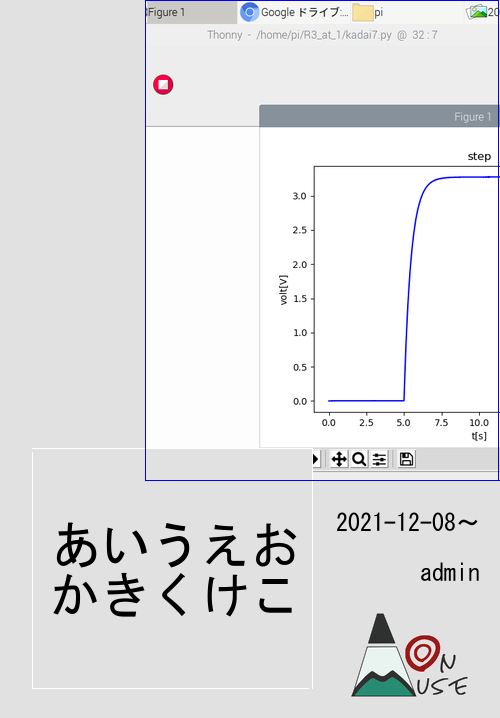 Figure 1
Google ドライブ:...
pi
20
Thonny - /home/pi/R3_at_1/kadai7.py @ 32 : 7
Figure 1
step
3.0
2.5
2.0
1.5
1.0
0.5
0.0
volt[V]
0.0 2.5 5.0 7.5 10.0
t[s]
あいうえお
かきくけこ
2021-12-08～
admin
ON
USE